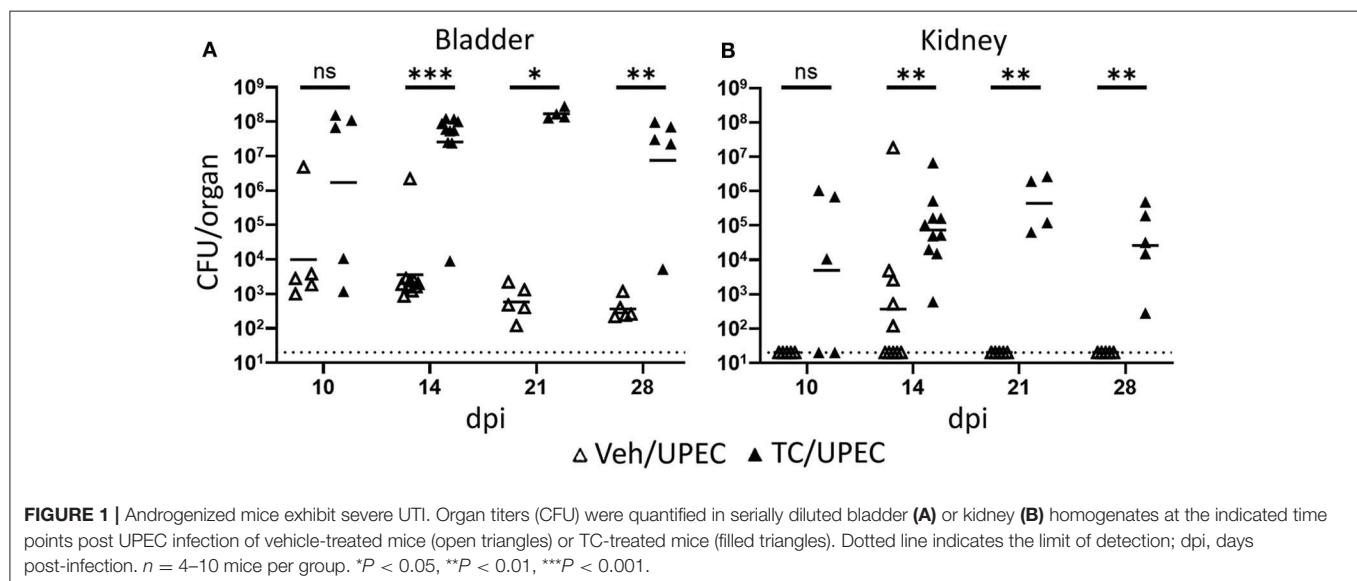 A Bladder
B Kidney
ns *** * **
ns ** ** **
CFU/organ
10⁹
10⁸
10⁷
10⁶
10⁵
10⁴
10³
10²
10¹
10⁹
10⁸
10⁷
10⁶
10⁵
10⁴
10³
10²
10¹
10 14 21 28
10 14 21 28
dpi
dpi
Veh/UPEC TC/UPEC
FIGURE 1 | Androgenized mice exhibit severe UTI. Organ titers (CFU) were quantified in serially diluted bladder (A) or kidney (B) homogenates at the indicated time
points post UPEC infection of vehicle-treated mice (open triangles) or TC-treated mice (filled triangles). Dotted line indicates the limit of detection; dpi, days
post-infection. n = 4–10 mice per group. *P < 0.05, **P < 0.01, ***P < 0.001.